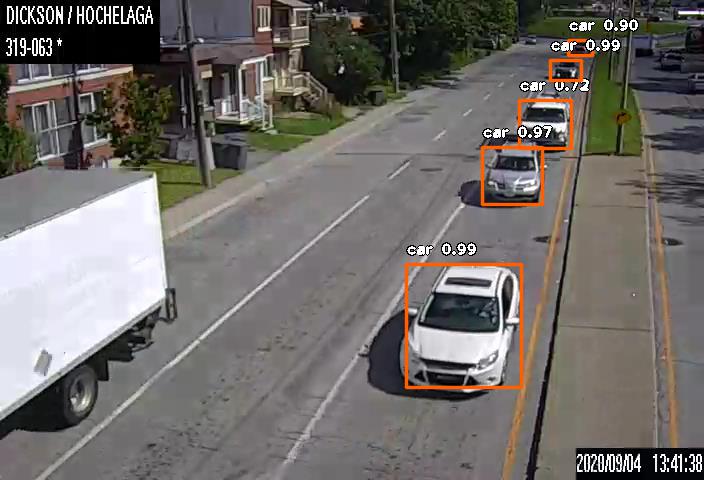 DICKSON / HOCHELAGA
319-063 *
car 0.90
car 0.99
car 0.72
car 0.97
car 0.99
2020/09/04 13:41:38